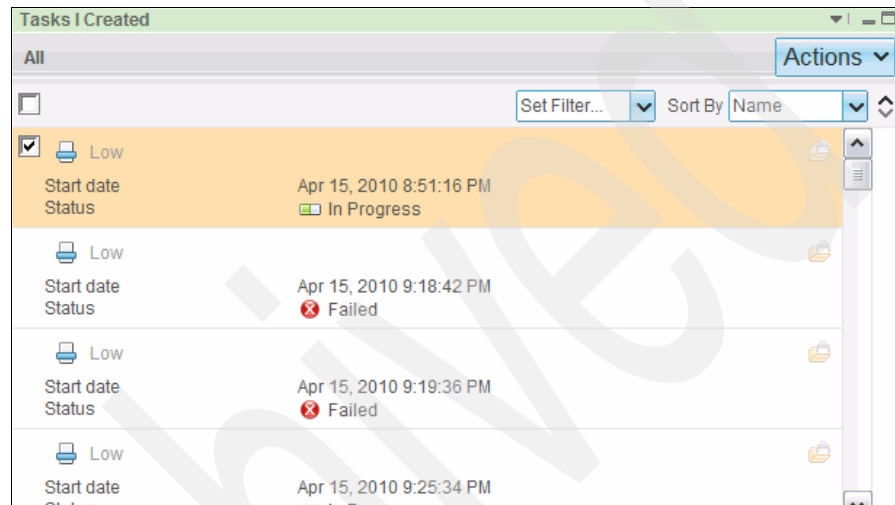 Tasks I Created
All Actions
Set Filter... Sort By Name
Low
Start date Apr 15, 2010 8:51:16 PM
Status In Progress
Low
Start date Apr 15, 2010 9:18:42 PM
Status Failed
Low
Start date Apr 15, 2010 9:19:36 PM
Status Failed
Low
Start date Apr 15, 2010 9:25:34 PM